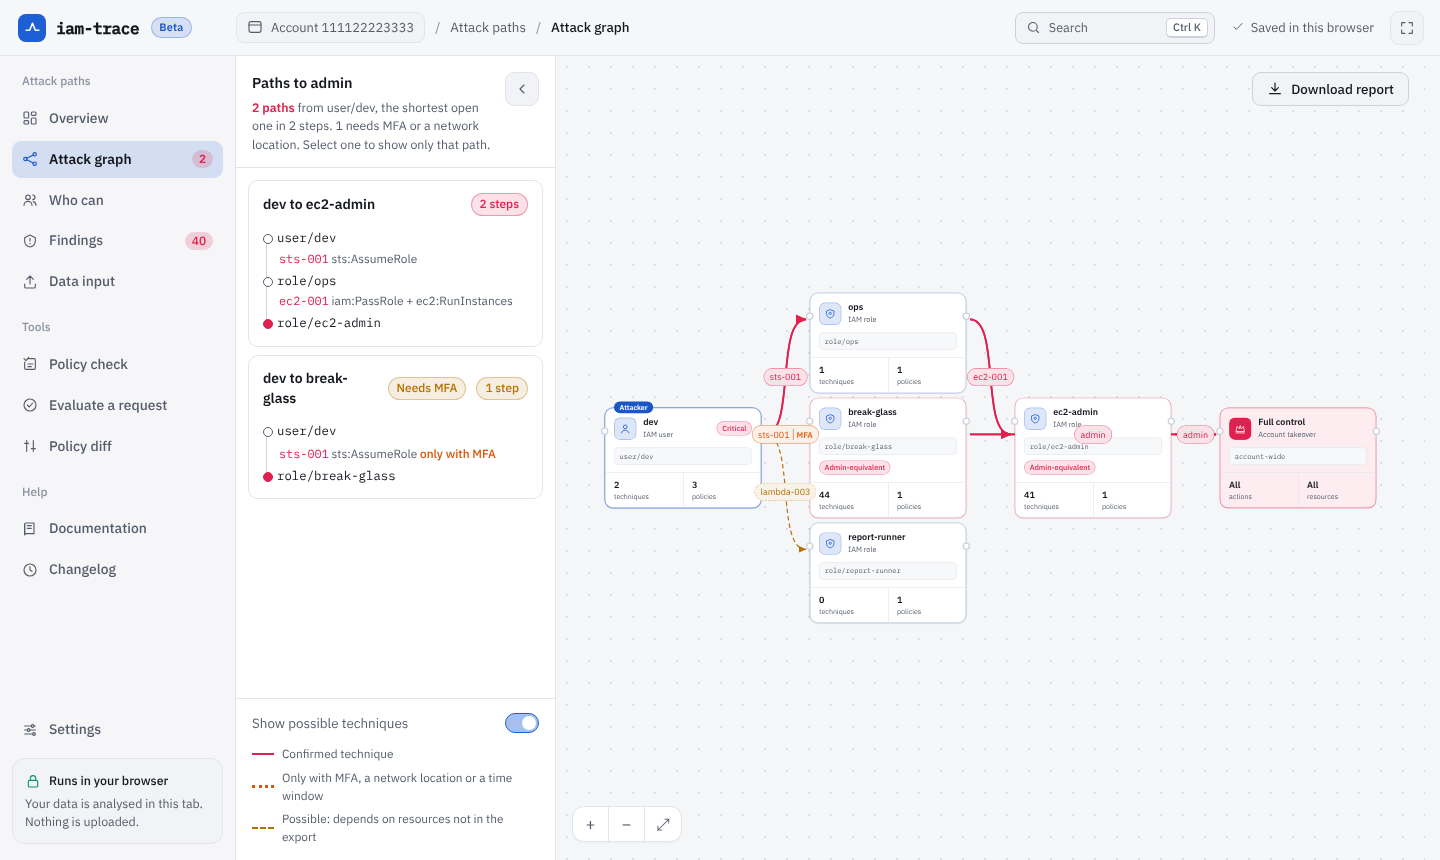 iam-trace
Beta
Account 111122223333 / Attack paths / Attack graph
Search
Ctrl K
Saved in this browser
Attack paths
Overview
Attack graph
2
Who can
Findings
40
Data input
Tools
Policy check
Evaluate a request
Policy diff
Help
Documentation
Changelog
Settings
Runs in your browser
Your data is analysed in this tab.
Nothing is uploaded.
Paths to admin
2 paths from user/dev, the shortest open
one in 2 steps. 1 needs MFA or a network
location. Select one to show only that path.
dev to ec2-admin
2 steps
user/dev
sts-001 sts:AssumeRole
role/ops
ec2-001 iam:PassRole + ec2:RunInstances
role/ec2-admin
dev to break-
glass
Needs MFA
1 step
user/dev
sts-001 sts:AssumeRole only with MFA
role/break-glass
Show possible techniques
Confirmed technique
Only with MFA, a network location or a time
window
Possible: depends on resources not in the
export
Download report
Attacker
dev
IAM user
Critical
user/dev
2
techniques
3
policies
sts-001
sts-001 | MFA
lambda-003
ops
IAM role
role/ops
1
techniques
1
policies
break-glass
IAM role
role/break-glass
Admin-equivalent
44
techniques
1
policies
report-runner
IAM role
role/report-runner
0
techniques
1
policies
ec2-001
ec2-admin
IAM role
admin
role/ec2-admin
Admin-equivalent
41
techniques
1
policies
admin
Full control
Account takeover
account-wide
All
actions
All
resources